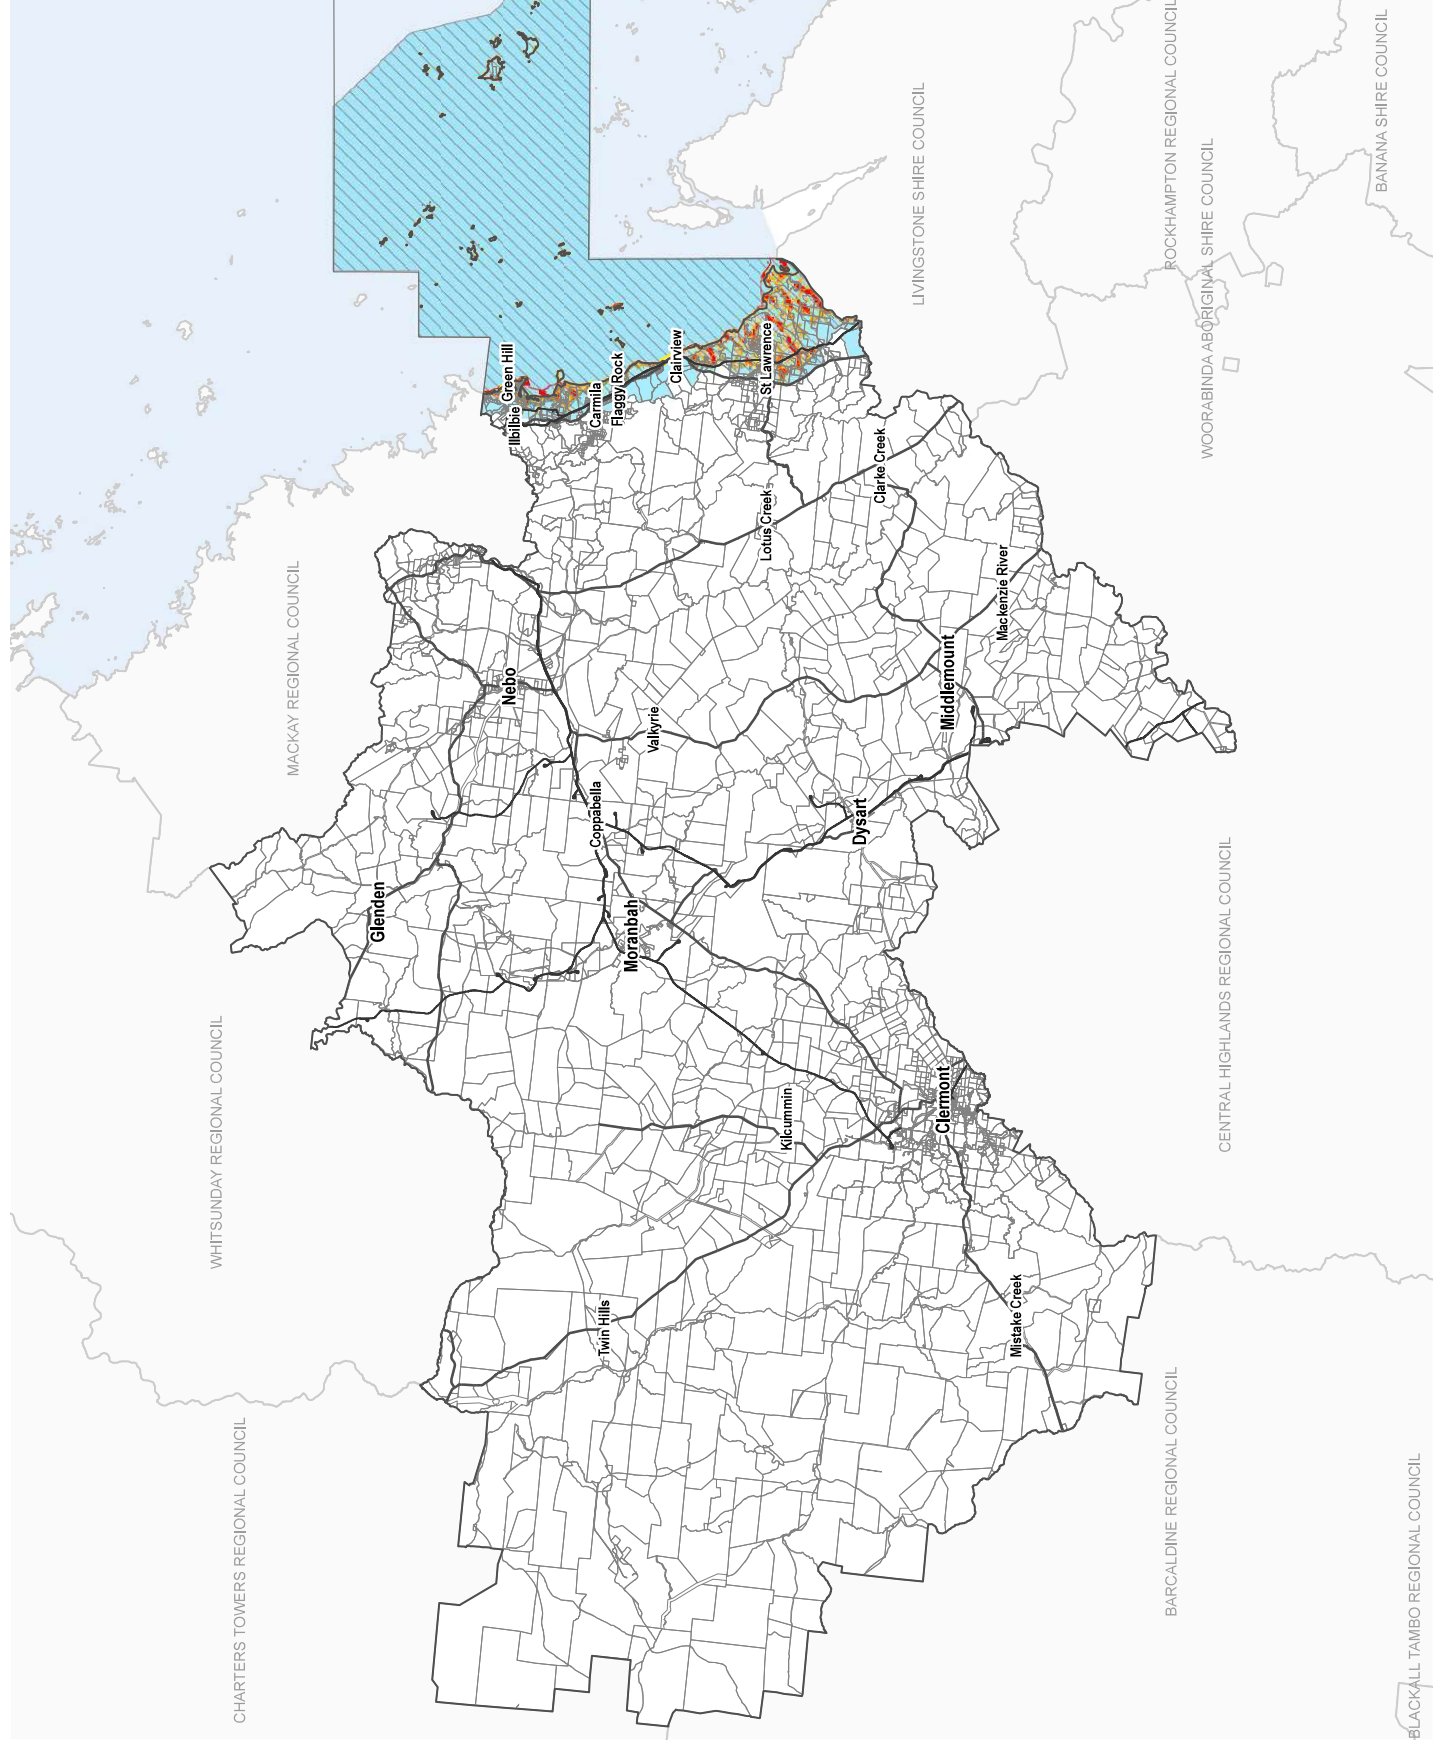 CHARTERS TOWERS REGIONAL COUNCIL
WHITSUNDAY REGIONAL COUNCIL
MACKAY REGIONAL COUNCIL
Glenden
Nebo
Ilbilbie
Green Hill
Carmila
Flaggy Rock
Clairview
St Lawrence
Twin Hills
Moranbah
Coppabella
Valkyrie
Lotus Creek
Clarke Creek
Kilcummin
Dysart
Middlemount
Mackenzie River
Clermont
Mistake Creek
LIVINGSTONE SHIRE COUNCIL
ROCKHAMPTON REGIONAL COUNCIL
WOORABINDA ABORIGINAL SHIRE COUNCIL
BANANA SHIRE COUNCIL
CENTRAL HIGHLANDS REGIONAL COUNCIL
BARCALDINE REGIONAL COUNCIL
BLACKALL TAMBO REGIONAL COUNCIL